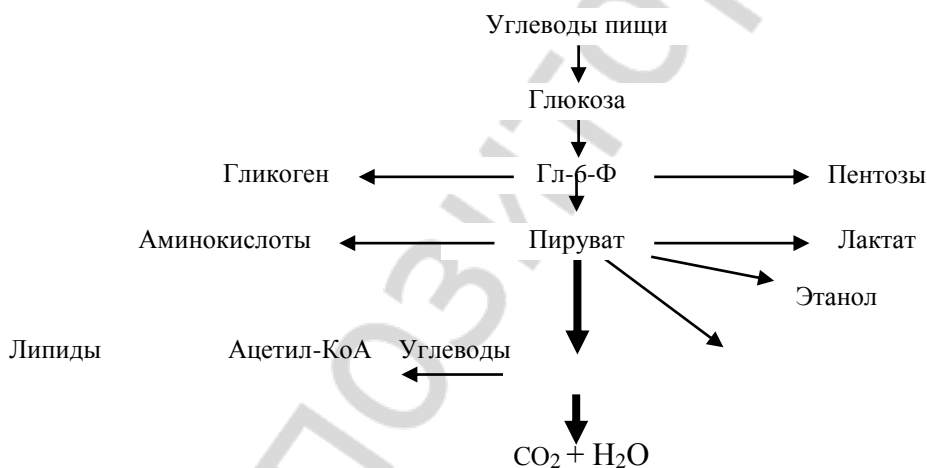 Углеводы пищи
Глюкоза
Гликоген Гл-6-Ф Пентозы
Аминокислоты Пируват Лактат
Этанол
Липиды Ацетил-КоА Углеводы
CO₂ + H₂O